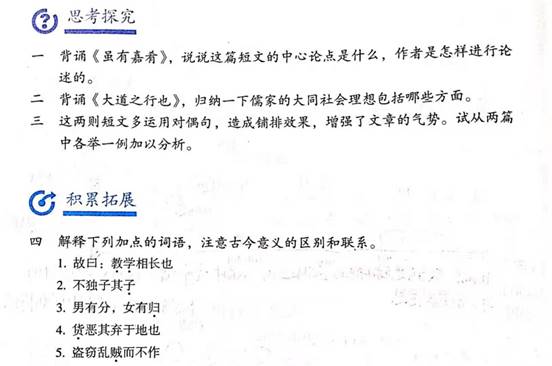 思考探究
一 背诵《虽有嘉肴》，说说这篇短文的中心论点是什么，作者是怎样进行论
述的。
二 背诵《大道之行也》，归纳一下儒家的大同社会理想包括哪些方面。
三 这两则短文多运用对偶句，造成铺排效果，增强了文章的气势。试从两篇
中各举一例加以分析。
积累拓展
四 解释下列加点的词语，注意古今意义的区别和联系。
1. 故曰：教学相长也
2. 不独子其子
3. 男有分，女有归
4. 货恶其弃于地也
5. 盗窃乱贼而不作